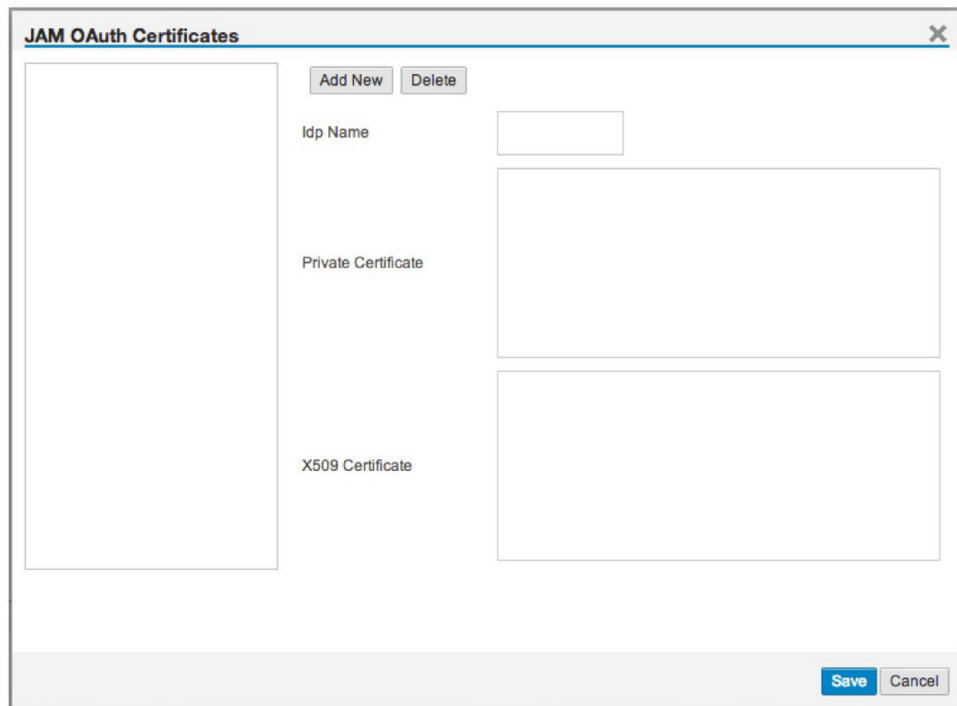 JAM OAuth Certificates
Add New Delete
Idp Name
Private Certificate
X509 Certificate
Save Cancel